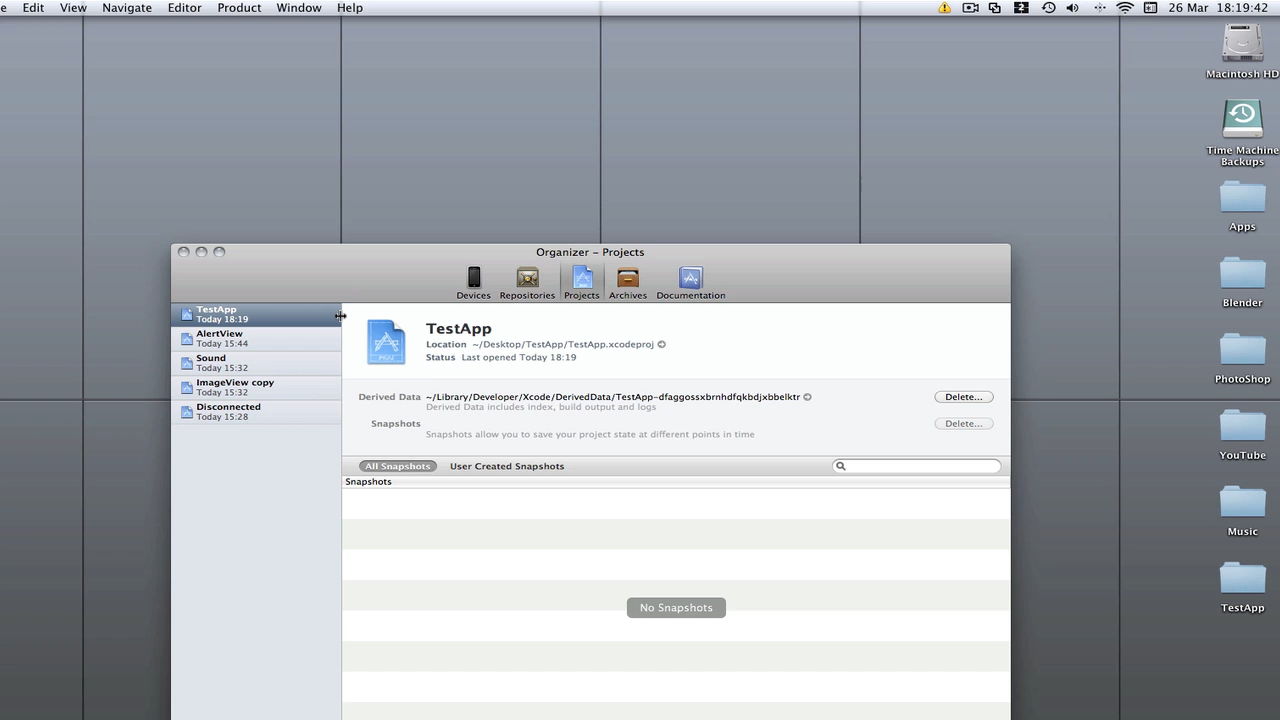 Edit View Navigate Editor Product Window Help 26 Mar 18:19:42
Macintosh HD
Time Machine
Backups
Apps
Blender
PhotoShop
YouTube
Music
TestApp
Organizer – Projects
Devices Repositories Projects Archives Documentation
TestApp
Today 18:19
AlertView
Today 15:44
Sound
Today 15:32
ImageView copy
Today 15:32
Disconnected
Today 15:28
TestApp
Location ~/Desktop/TestApp/TestApp.xcodeproj
Status Last opened Today 18:19
Derived Data ~/Library/Developer/Xcode/DerivedData/TestApp-dfaggossxbrnhdfqkbdjxbbelktr Delete...
Derived Data includes index, build output and logs
Snapshots Delete...
Snapshots allow you to save your project state at different points in time
All Snapshots User Created Snapshots
Snapshots
No Snapshots